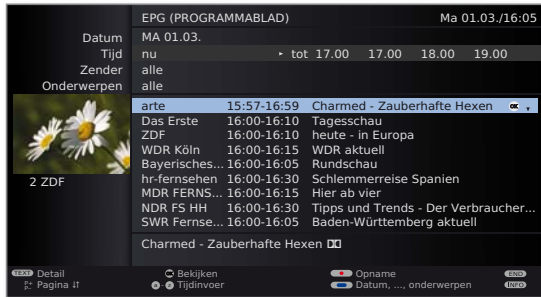 EPG (PROGRAMMABLAD) Ma 01.03./16:05
Datum MA 01.03.
Tijd nu ▸ tot 17.00 17.00 18.00 19.00
Zender alle
Onderwerpen alle
arte 15:57-16:59 Charmed - Zauberhafte Hexen OK
Das Erste 16:00-16:10 Tagesschau
ZDF 16:00-16:10 heute - in Europa
WDR Köln 16:00-16:15 WDR aktuell
Bayerisches... 16:00-16:05 Rundschau
hr-fernsehen 16:00-16:30 Schlemmerreise Spanien
MDR FERNS... 16:00-16:15 Hier ab vier
NDR FS HH 16:00-16:30 Tipps und Trends - Der Verbraucher...
SWR Fernse... 16:00-16:05 Baden-Württemberg aktuell
2 ZDF
Charmed - Zauberhafte Hexen
TEXT Detail OK Bekijken Opname END
P+ P- Pagina ↓↑ 0-9 Tijdinvoer Datum, ..., onderwerpen INFO